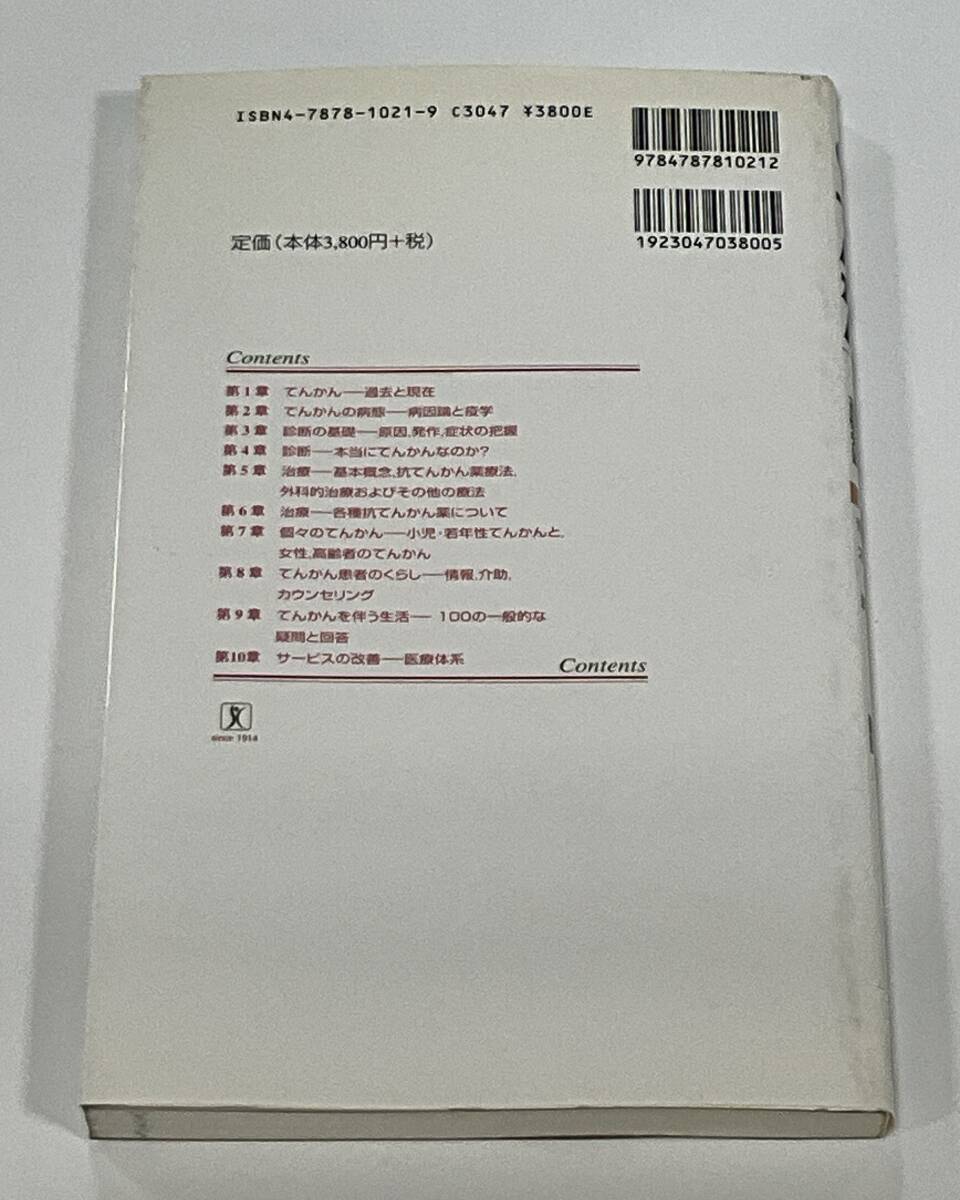 ISBN4-7878-1021-9 C3047 ¥3800E
9784787810212
1923047038005
定価(本体3,800円+税)
Contents
第1章 てんかん──過去と現在
第2章 てんかんの病態──病因論と疫学
第3章 診断の基礎──原因,発作,症状の把握
第4章 診断──本当にてんかんなのか?
第5章 治療──基本概念,抗てんかん薬療法,
外科的治療およびその他の療法
第6章 治療──各種抗てんかん薬について
第7章 個々のてんかん──小児・若年性てんかんと,
女性,高齢者のてんかん
第8章 てんかん患者のくらし──情報,介助,
カウンセリング
第9章 てんかんを伴う生活── 100の一般的な
疑問と回答
第10章 サービスの改善──医療体系
Contents
since 1914